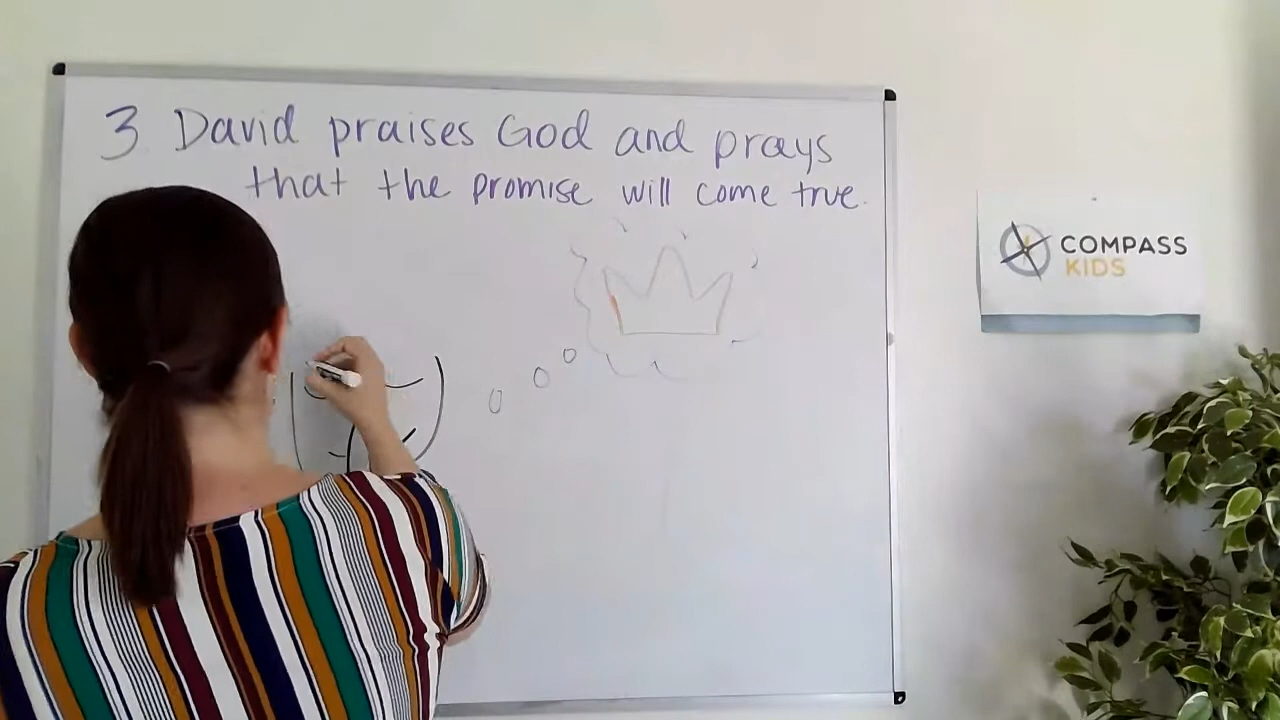 3 David praises God and prays
that the promise will come true.
COMPASS
KIDS